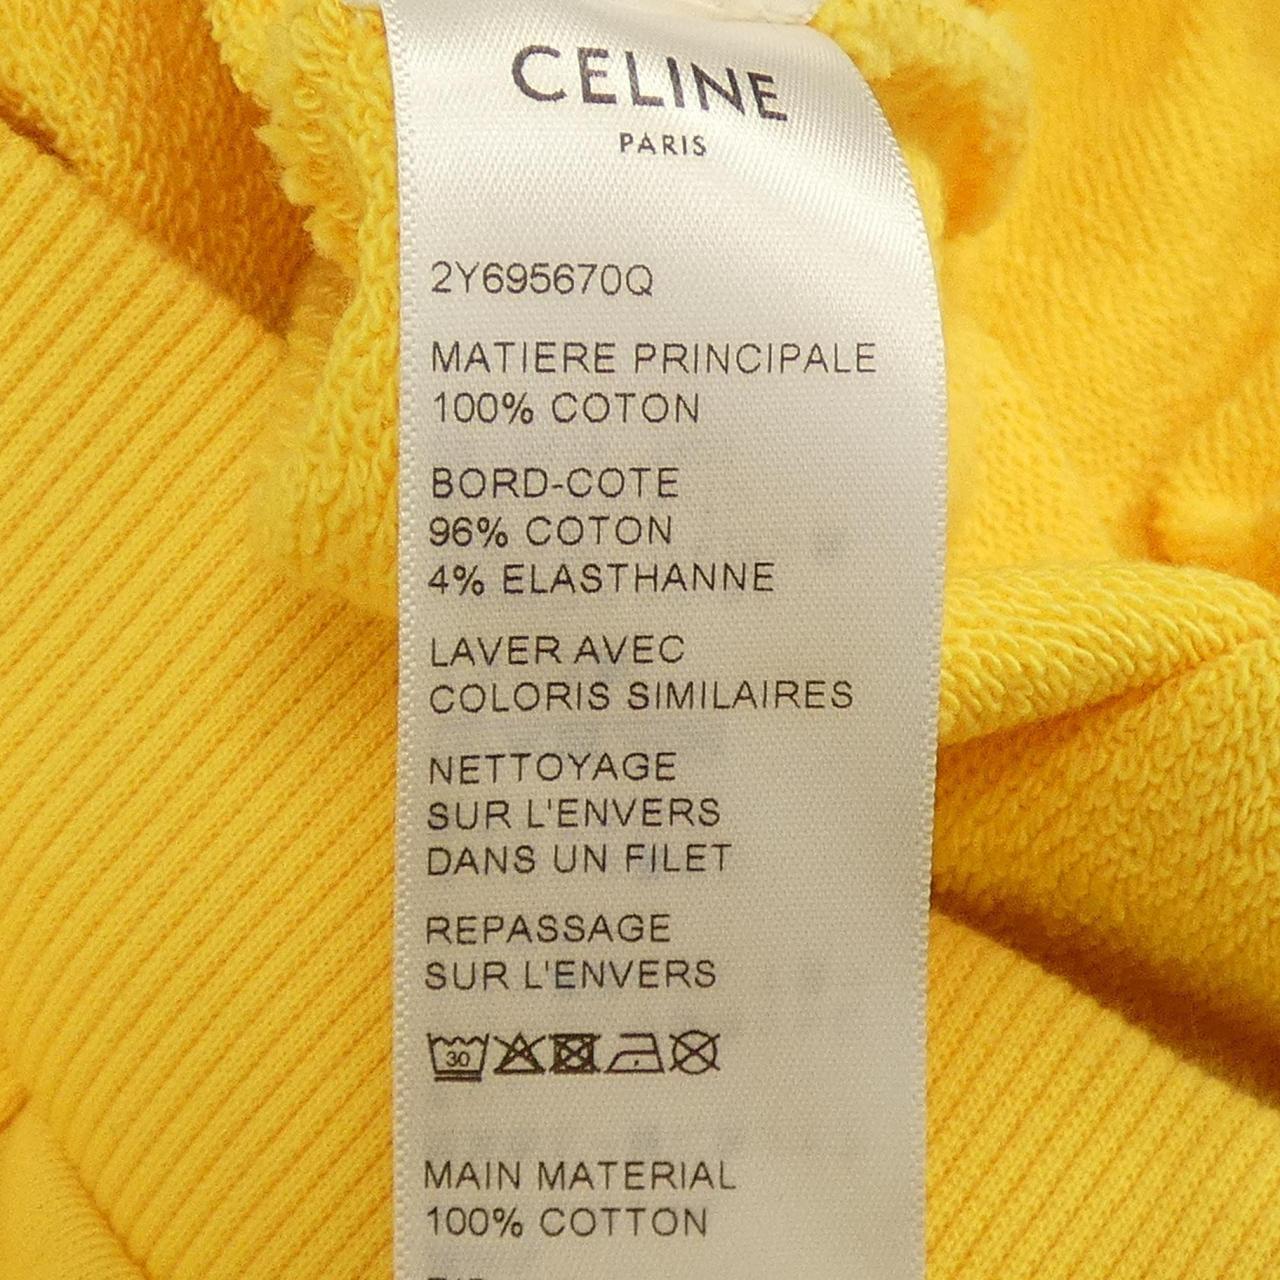 CELINE
PARIS
2Y695670Q
MATIERE PRINCIPALE
100% COTON
BORD-COTE
96% COTON
4% ELASTHANNE
LAVER AVEC
COLORIS SIMILAIRES
NETTOYAGE
SUR L'ENVERS
DANS UN FILET
REPASSAGE
SUR L'ENVERS
30
MAIN MATERIAL
100% COTTON